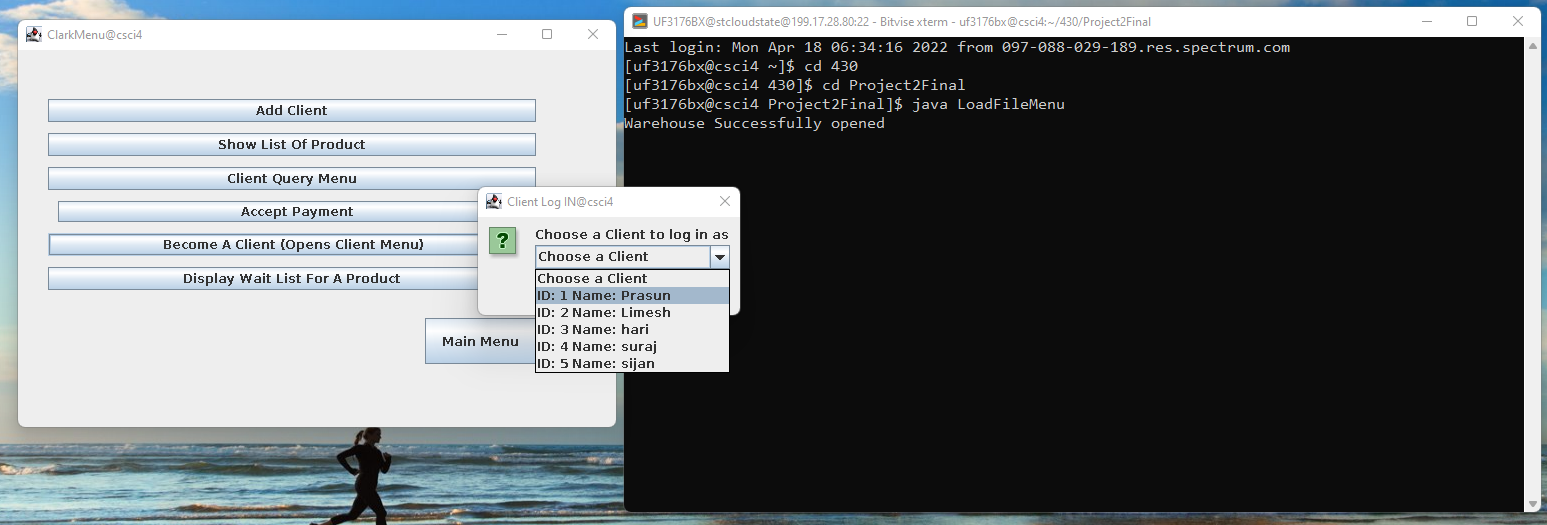 ClarkMenu@csci4
Add Client
Show List Of Product
Client Query Menu
Accept Payment
Become A Client (Opens Client Menu)
Display Wait List For A Product
Main Menu
Client Log IN@csci4
?
Choose a Client to log in as
Choose a Client
Choose a Client
ID: 1 Name: Prasun
ID: 2 Name: Limesh
ID: 3 Name: hari
ID: 4 Name: suraj
ID: 5 Name: sijan
UF3176BX@stcloudstate@199.17.28.80:22 - Bitvise xterm - uf3176bx@csci4:~/430/Project2Final
Last login: Mon Apr 18 06:34:16 2022 from 097-088-029-189.res.spectrum.com
[uf3176bx@csci4 ~]$ cd 430
[uf3176bx@csci4 430]$ cd Project2Final
[uf3176bx@csci4 Project2Final]$ java LoadFileMenu
Warehouse Successfully opened